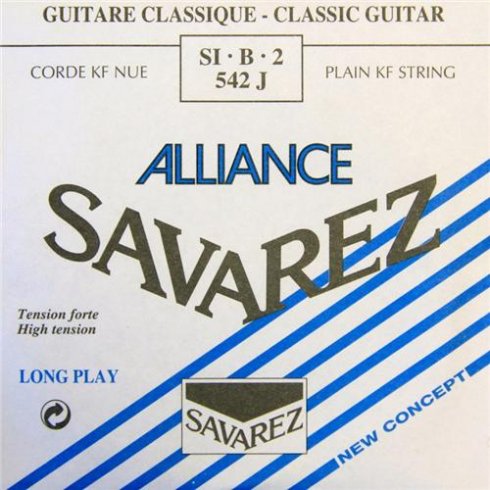 GUITARE CLASSIQUE - CLASSIC GUITAR
CORDE KF NUE
SI · B · 2
542 J
PLAIN KF STRING
ALLIANCE
SAVAREZ
Tension forte
High tension
LONG PLAY
SAVAREZ
NEW CONCEPT